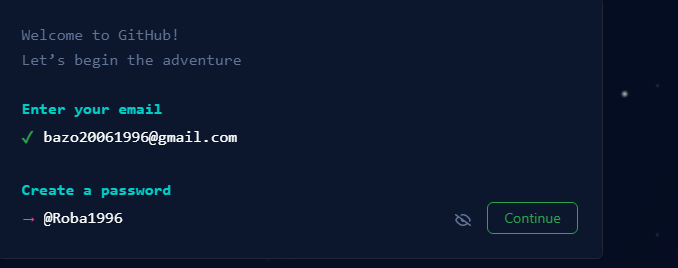 Welcome to GitHub!
Let’s begin the adventure
Enter your email
✓ bazo20061996@gmail.com
Create a password
→ @Roba1996
Continue